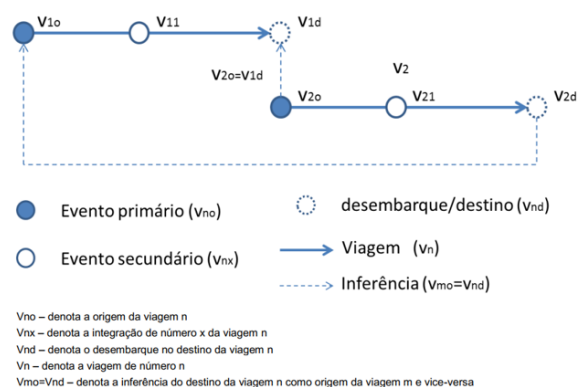 V1o V11 V1d
V2o=V1d V2
V2o V21 V2d
Evento primário (vno) desembarque/destino (vnd)
Viagem (vn)
Evento secundário (vnx)
Inferência (vmo=vnd)
Vno – denota a origem da viagem n
Vnx – denota a integração de número x da viagem n
Vnd – denota o desembarque no destino da viagem n
Vn – denota a viagem de número n
Vmo=Vnd – denota a inferência do destino da viagem n como origem da viagem m e vice-versa